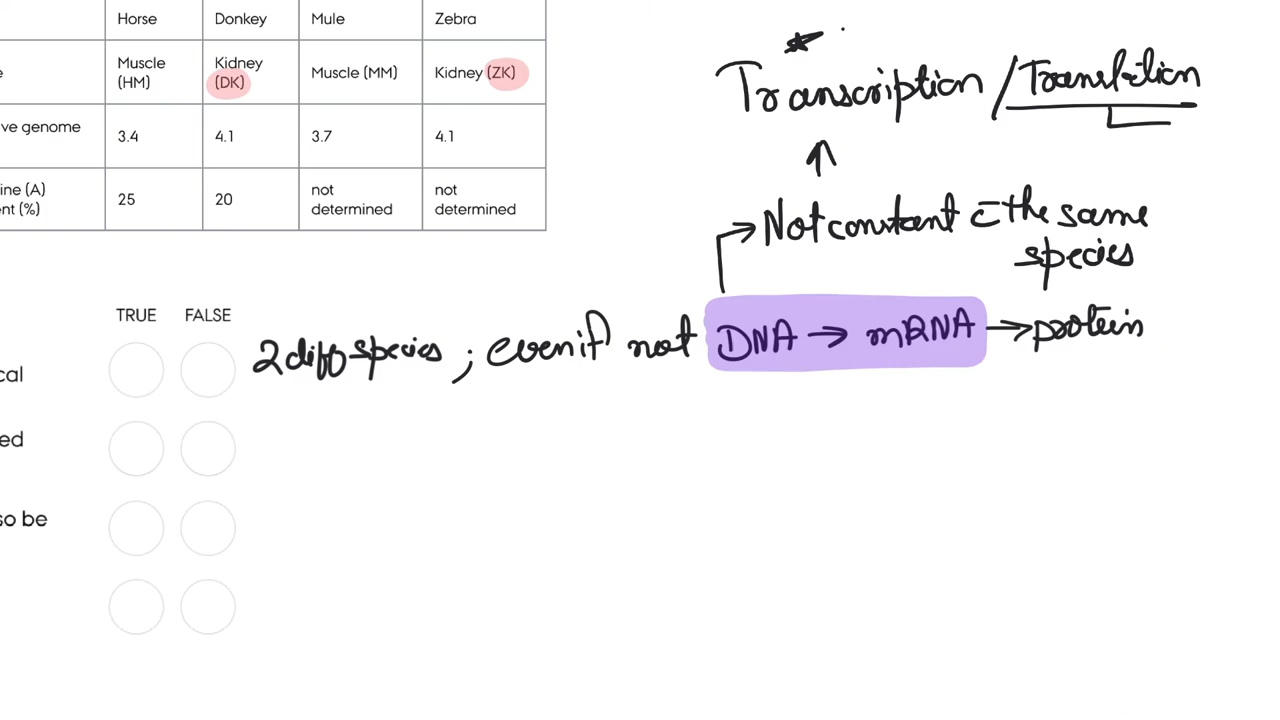 Horse Donkey Mule Zebra
Muscle (HM) Kidney (DK) Muscle (MM) Kidney (ZK)
ve genome 3.4 4.1 3.7 4.1
ine (A)
nt (%) 25 20 not determined not determined
Transcription / Translation
Not constant the same
species
TRUE FALSE
2 diff species ; even if not DNA → mRNA → protein
cal
ed
so be